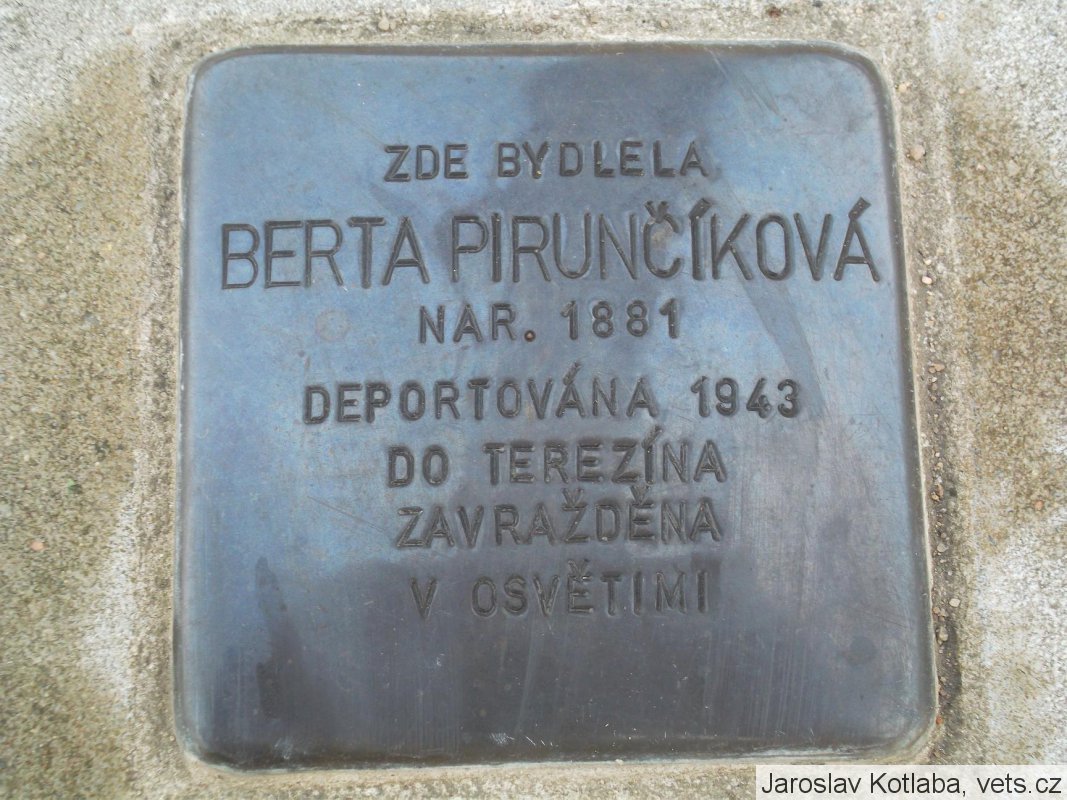 ZDE BYDLELA
BERTA PIRUNČÍKOVÁ
NAR. 1881
DEPORTOVÁNA 1943
DO TEREZÍNA
ZAVRAŽDĚNA
V OSVĚTIMI
Jaroslav Kotlaba, vets.cz